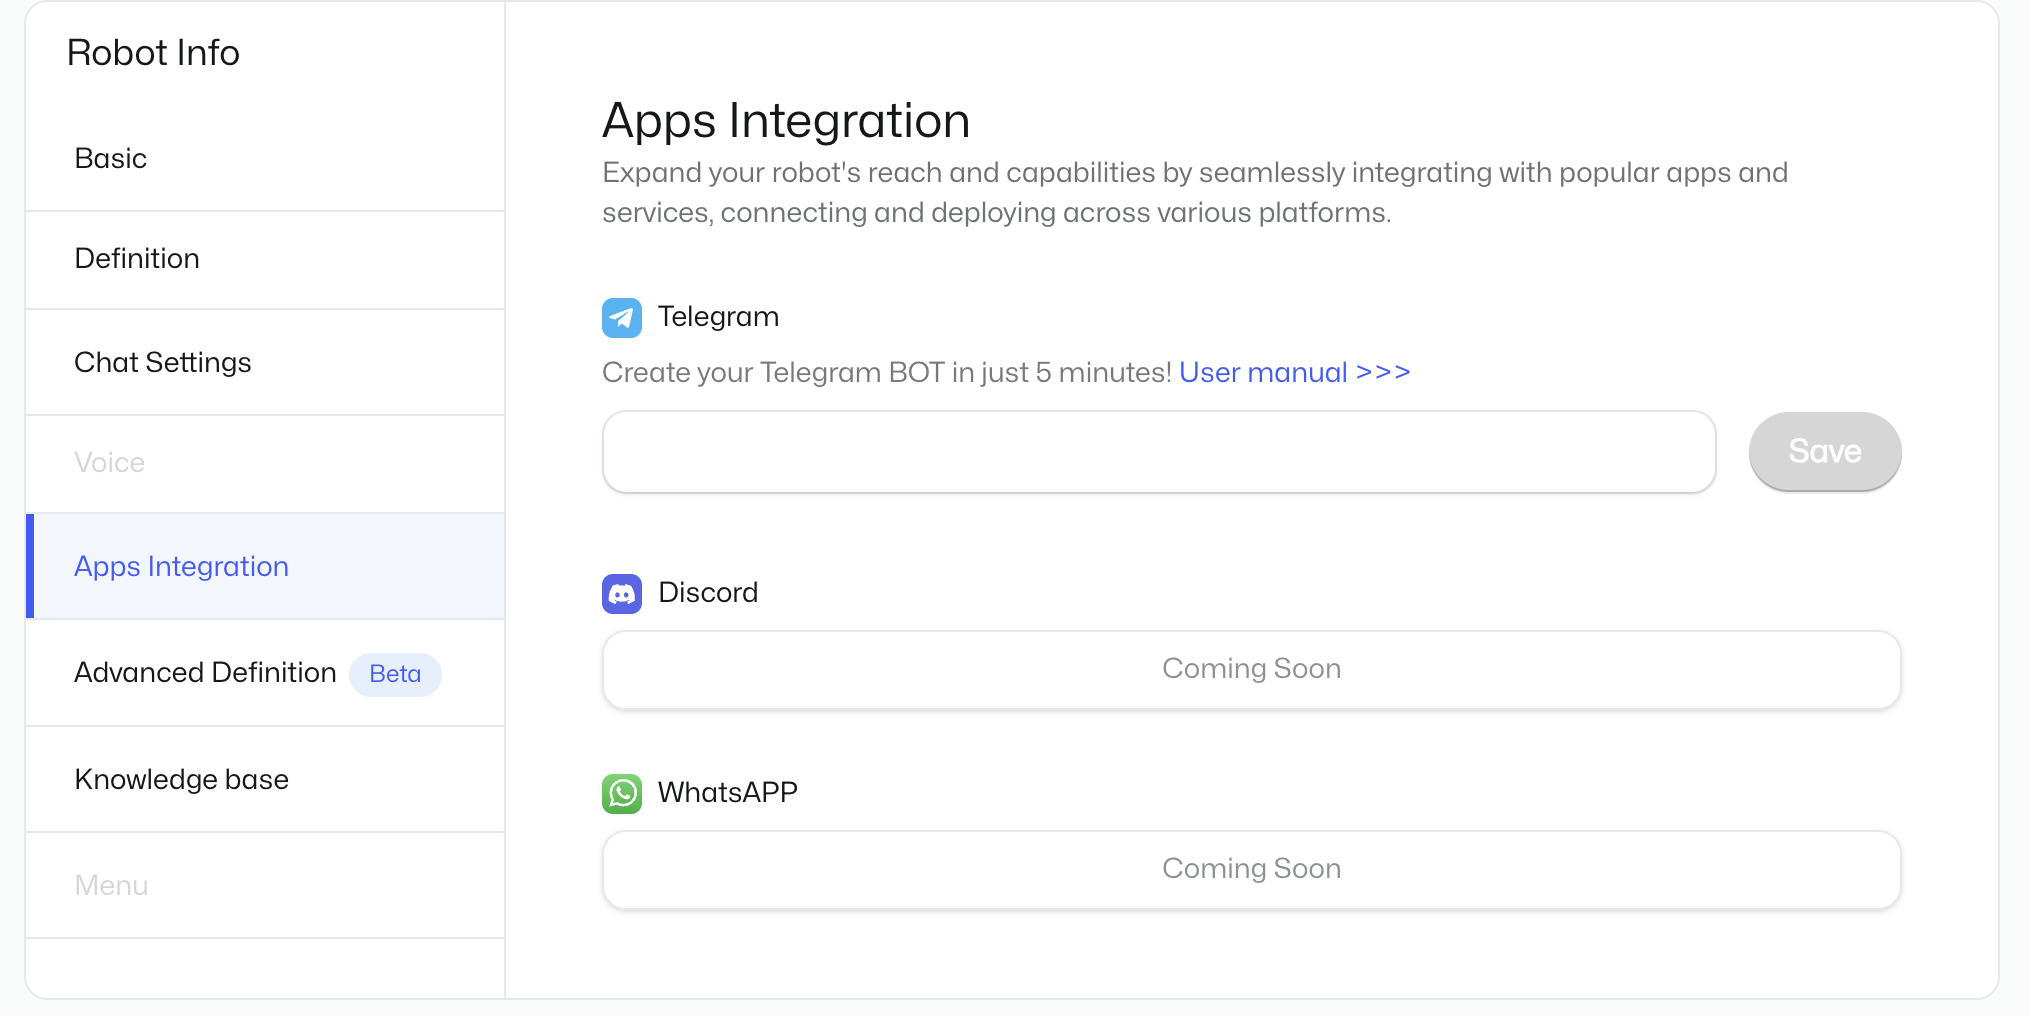 Robot Info
Basic
Definition
Chat Settings
Voice
Apps Integration
Advanced Definition Beta
Knowledge base
Menu
Apps Integration
Expand your robot's reach and capabilities by seamlessly integrating with popular apps and
services, connecting and deploying across various platforms.
Telegram
Create your Telegram BOT in just 5 minutes! User manual >>>
Save
Discord
Coming Soon
WhatsAPP
Coming Soon